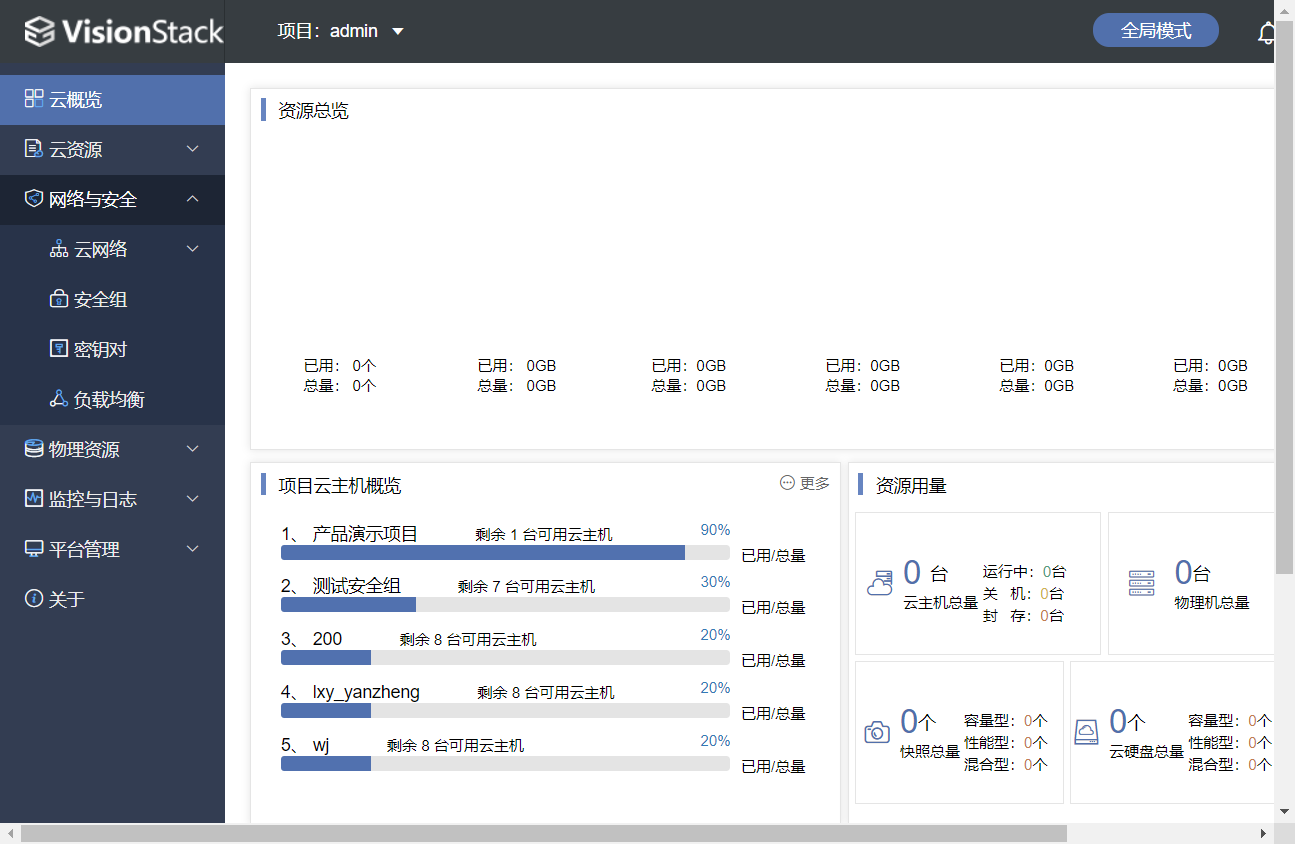 VisionStack
项目：admin
全局模式
云概览
云资源
网络与安全
云网络
安全组
密钥对
负载均衡
物理资源
监控与日志
平台管理
关于
资源总览
已用： 0个
总量： 0个
已用： 0GB
总量： 0GB
已用：0GB
总量：0GB
已用：0GB
总量：0GB
已用：0GB
总量：0GB
已用：0GB
总量：0GB
项目云主机概览
更多
1、 产品演示项目 剩余 1 台可用云主机 90%
已用/总量
2、 测试安全组 剩余 7 台可用云主机 30%
已用/总量
3、 200 剩余 8 台可用云主机 20%
已用/总量
4、 lxy_yanzheng 剩余 8 台可用云主机 20%
已用/总量
5、 wj 剩余 8 台可用云主机 20%
已用/总量
资源用量
0 台
云主机总量
运行中：0台
关 机：0台
封 存：0台
0台
物理机总量
0个
快照总量
容量型：0个
性能型：0个
混合型：0个
0个
云硬盘总量
容量型：0个
性能型：0个
混合型：0个